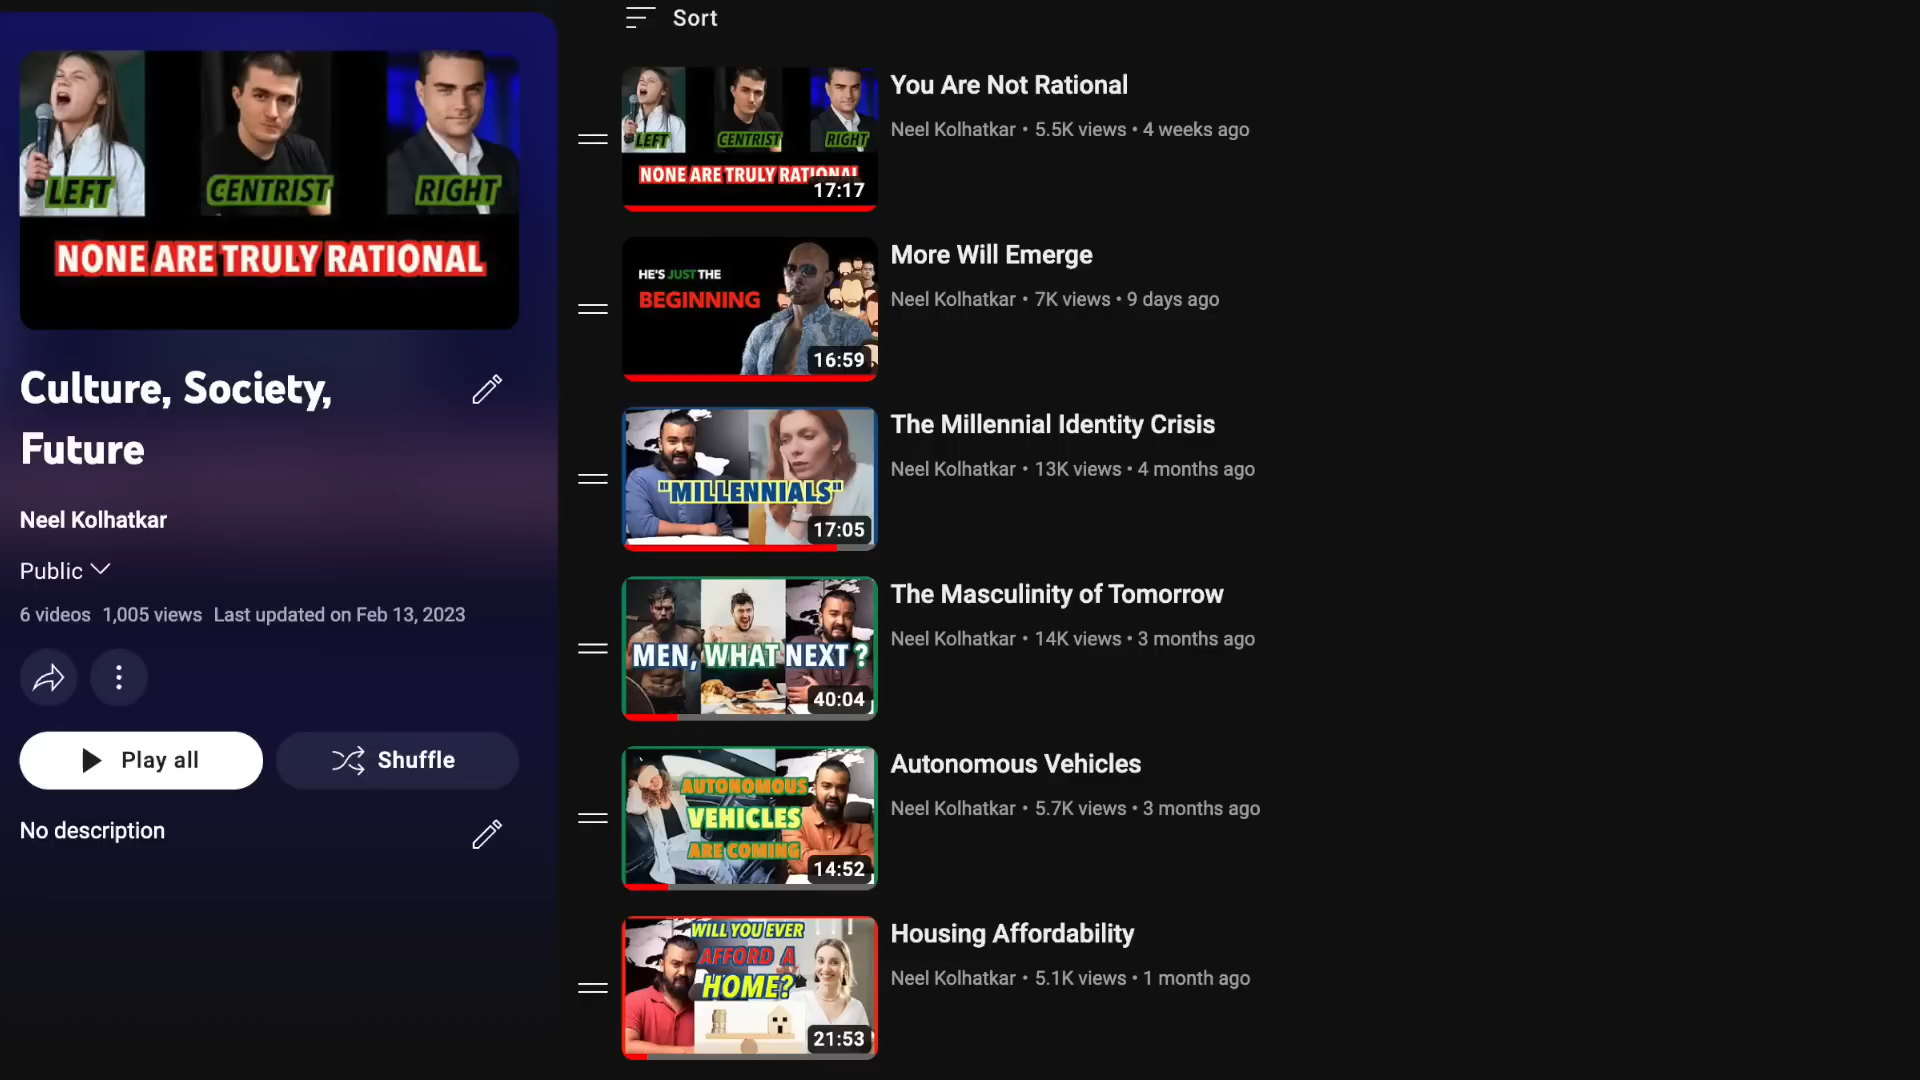 LEFT
CENTRIST
RIGHT
NONE ARE TRULY RATIONAL
Culture, Society,
Future
Neel Kolhatkar
Public
6 videos 1,005 views Last updated on Feb 13, 2023
Play all
Shuffle
No description
Sort
LEFT
CENTRIST
RIGHT
NONE ARE TRULY RATIONAL
17:17
You Are Not Rational
Neel Kolhatkar • 5.5K views • 4 weeks ago
HE'S JUST THE
BEGINNING
16:59
More Will Emerge
Neel Kolhatkar • 7K views • 9 days ago
"MILLENNIALS"
17:05
The Millennial Identity Crisis
Neel Kolhatkar • 13K views • 4 months ago
MEN, WHAT NEXT ?
40:04
The Masculinity of Tomorrow
Neel Kolhatkar • 14K views • 3 months ago
AUTONOMOUS
VEHICLES
ARE COMING
14:52
Autonomous Vehicles
Neel Kolhatkar • 5.7K views • 3 months ago
WILL YOU EVER
AFFORD A
HOME?
21:53
Housing Affordability
Neel Kolhatkar • 5.1K views • 1 month ago